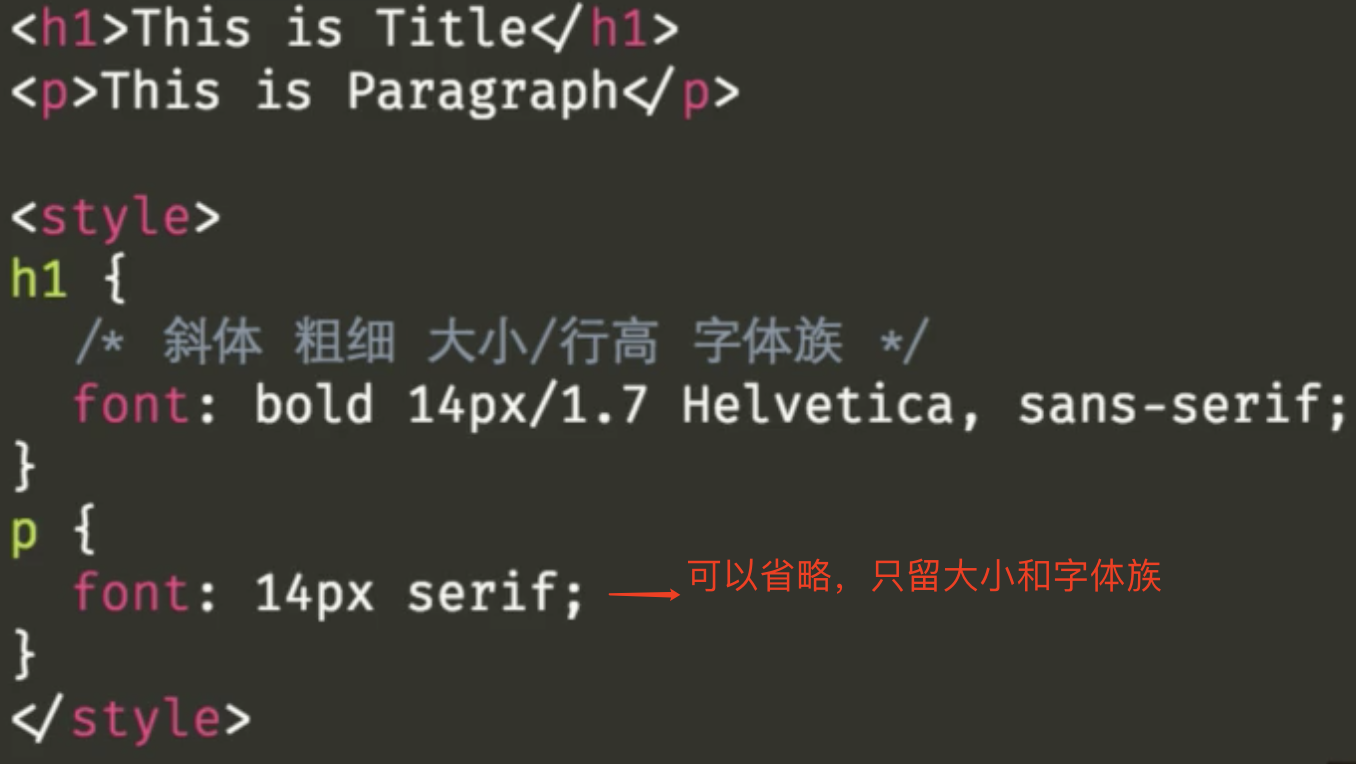 <h1>This is Title</h1>
<p>This is Paragraph</p>
<style>
h1 {
/* 斜体 粗细 大小/行高 字体族 */
font: bold 14px/1.7 Helvetica, sans-serif;
}
p {
font: 14px serif;
可以省略，只留大小和字体族
}
</style>